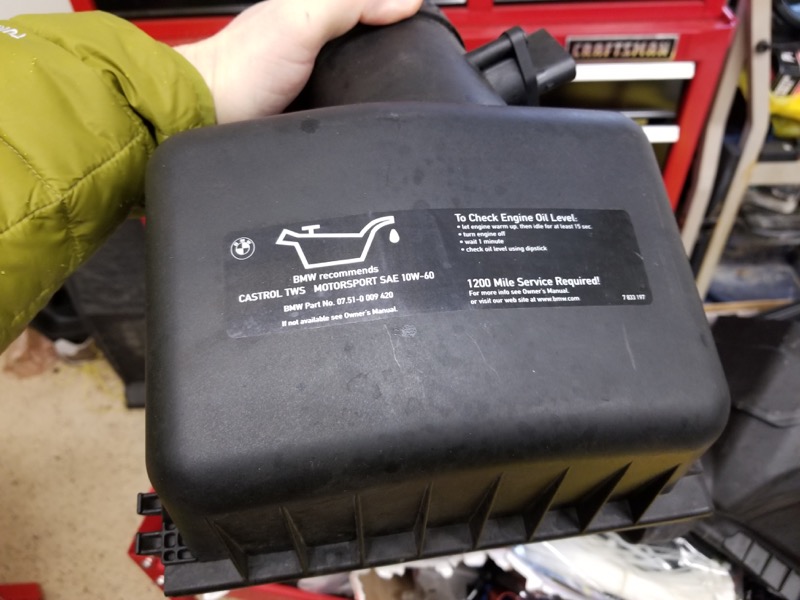 CRAFTSMAN
To Check Engine Oil Level:
• let engine warm up, then idle for at least 15 sec.
• turn engine off
• wait 1 minute
• check oil level using dipstick
BMW recommends
CASTROL TWS MOTORSPORT SAE 10W-60
BMW Part No. 07.51-0 009 420
If not available see Owner's Manual.
1200 Mile Service Required!
For more info see Owner's Manual.
or visit our web site at www.bmw.com
7 833 197